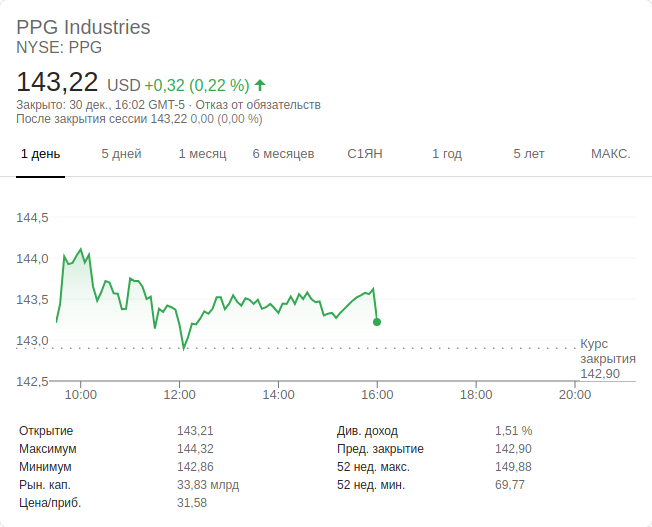 PPG Industries
NYSE: PPG
143,22 USD +0,32 (0,22 %)
Закрыто: 30 дек., 16:02 GMT-5 · Отказ от обязательств
После закрытия сессии 143,22 0,00 (0,00 %)
1 день 5 дней 1 месяц 6 месяцев С1ЯН 1 год 5 лет МАКС.
144,5
144,0
143,5
143,0
Курс
закрытия
142,90
142,5
10:00 12:00 14:00 16:00 18:00 20:00
Открытие 143,21 Див. доход 1,51 %
Максимум 144,32 Пред. закрытие 142,90
Минимум 142,86 52 нед. макс. 149,88
Рын. кап. 33,83 млрд 52 нед. мин. 69,77
Цена/приб. 31,58